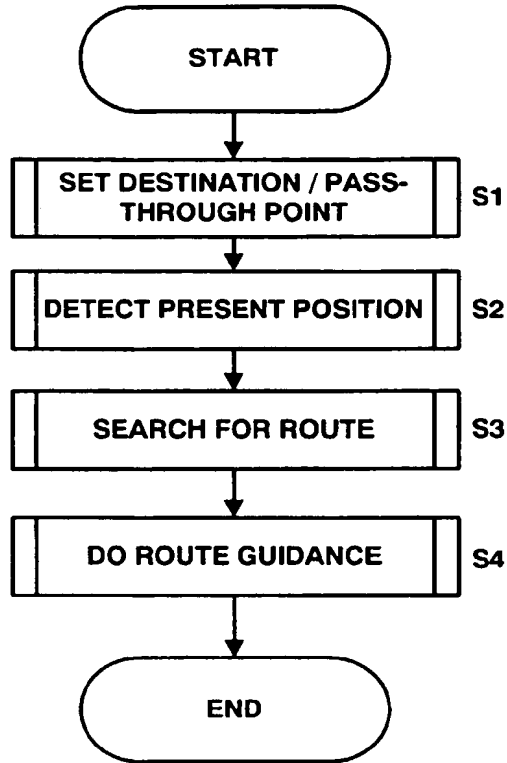 START
SET DESTINATION / PASS-
THROUGH POINT
S1
DETECT PRESENT POSITION
S2
SEARCH FOR ROUTE
S3
DO ROUTE GUIDANCE
S4
END